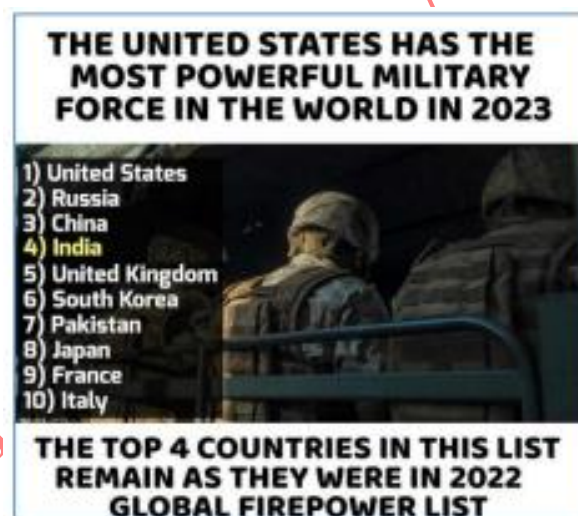 THE UNITED STATES HAS THE
MOST POWERFUL MILITARY
FORCE IN THE WORLD IN 2023
1) United States
2) Russia
3) China
4) India
5) United Kingdom
6) South Korea
7) Pakistan
8) Japan
9) France
10) Italy
THE TOP 4 COUNTRIES IN THIS LIST
REMAIN AS THEY WERE IN 2022
GLOBAL FIREPOWER LIST